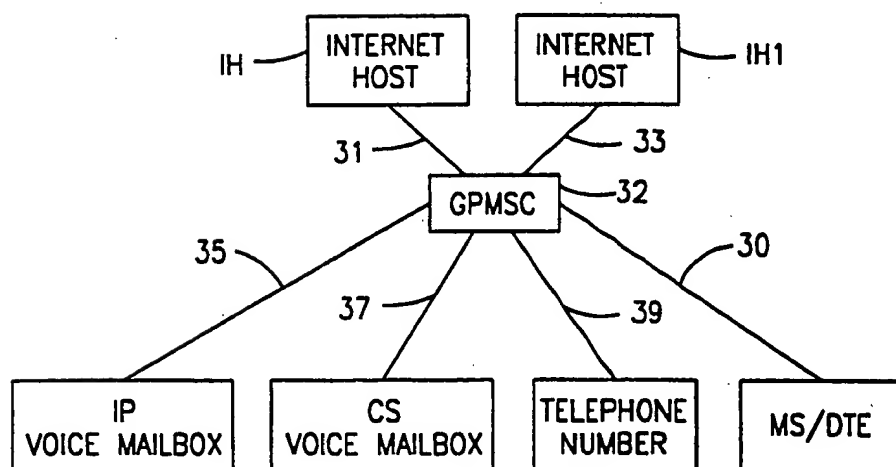 IH
INTERNET
HOST
INTERNET
HOST
IH1
31
33
GPMSC
32
35
37
39
30
IP
VOICE MAILBOX
CS
VOICE MAILBOX
TELEPHONE
NUMBER
MS/DTE